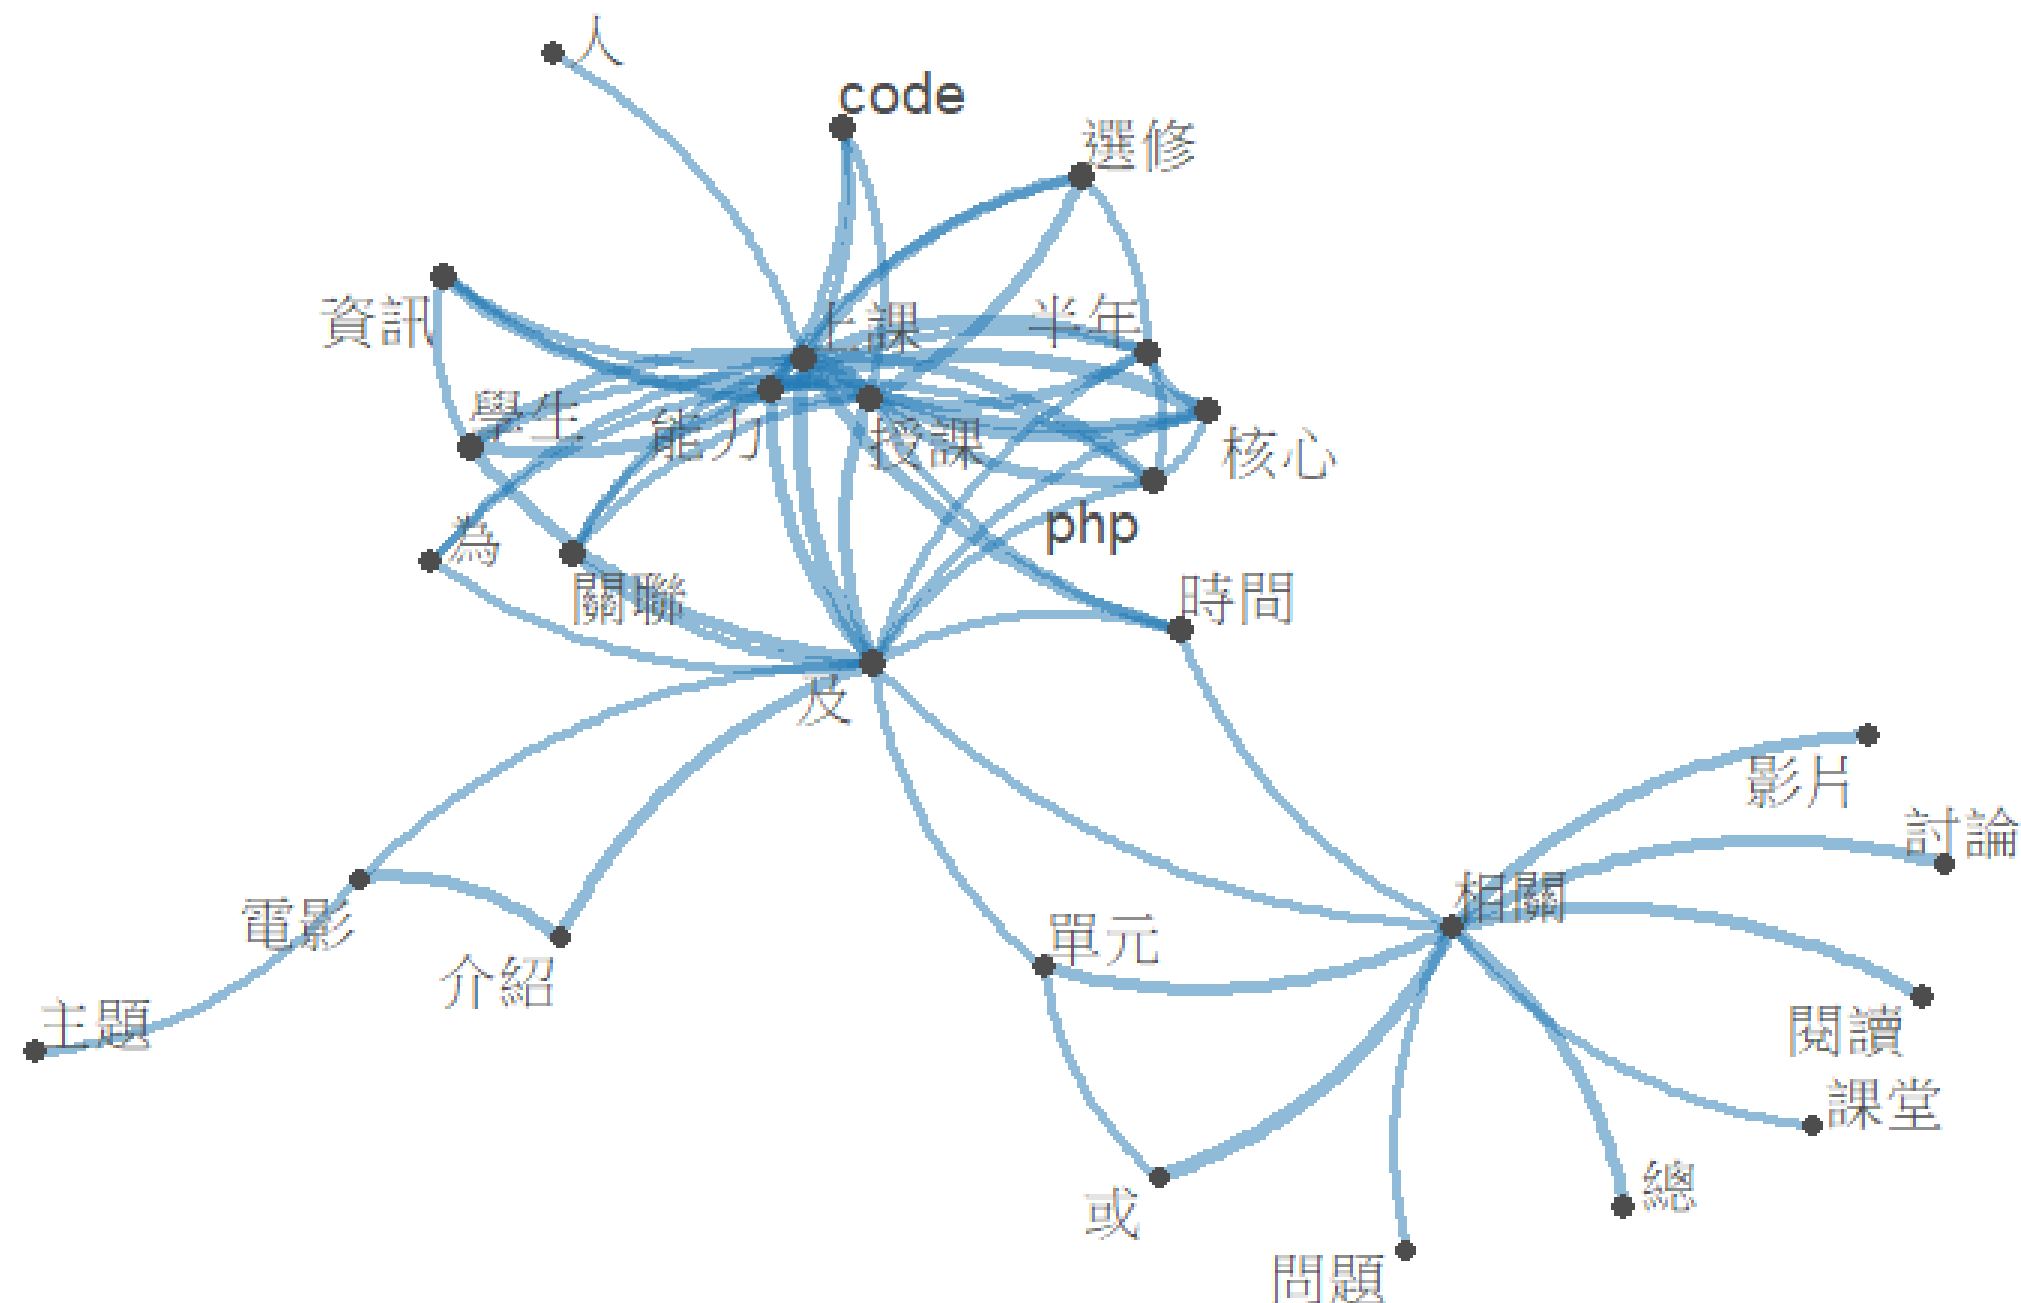 人
code
選修
資訊
上課
半年
學生
能力
授課
核心
為
php
關聯
時間
及
影片
討論
電影
相關
單元
介紹
主題
閱讀
課堂
總
或
問題